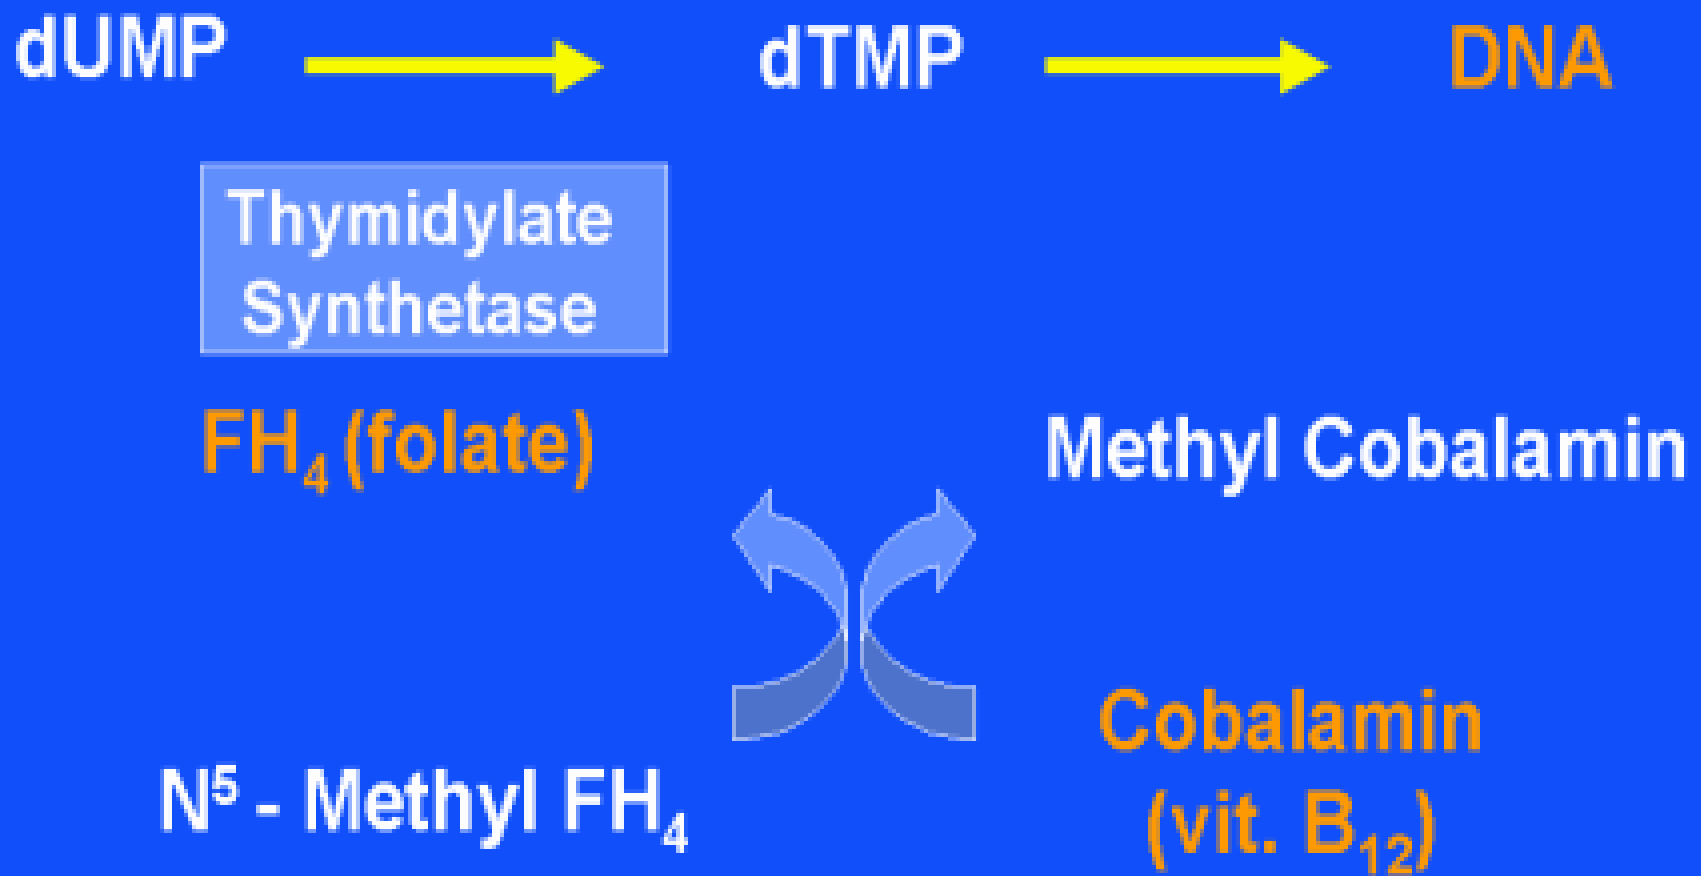 dUMP dTMP DNA
Thymidylate
Synthetase
FH₄ (folate) Methyl Cobalamin
Cobalamin
N⁵ - Methyl FH₄
(vit. B₁₂)